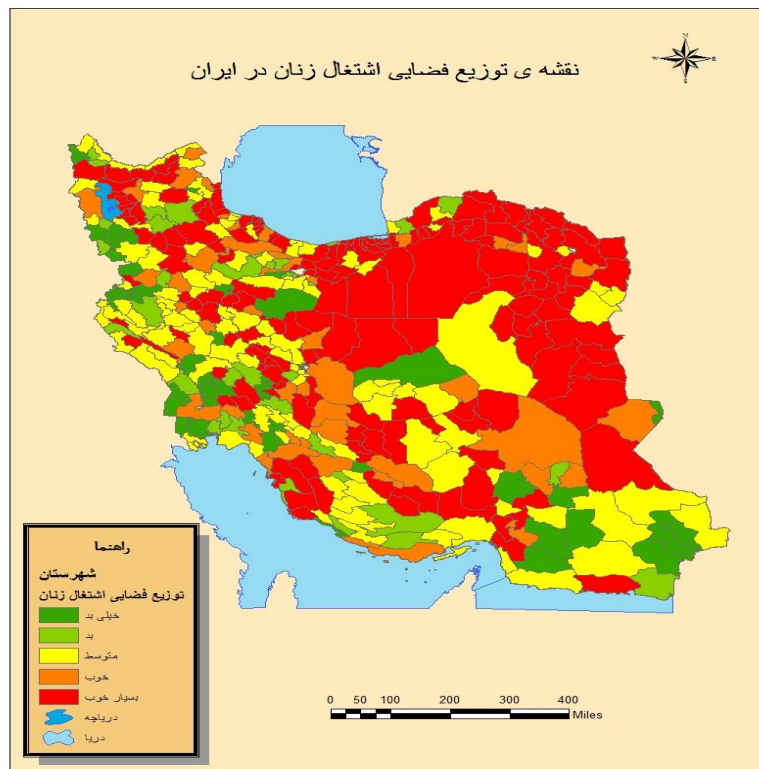 نقشه ی توزیع فضایی اشتغال زنان در ایران
N
W E
S
راهنما
شهرستان
توزیع فضایی اشتغال زنان
خیلی بد
بد
متوسط
خوب
بسیار خوب
دریاچه
دریا
0 50 100 200 300 400
Miles